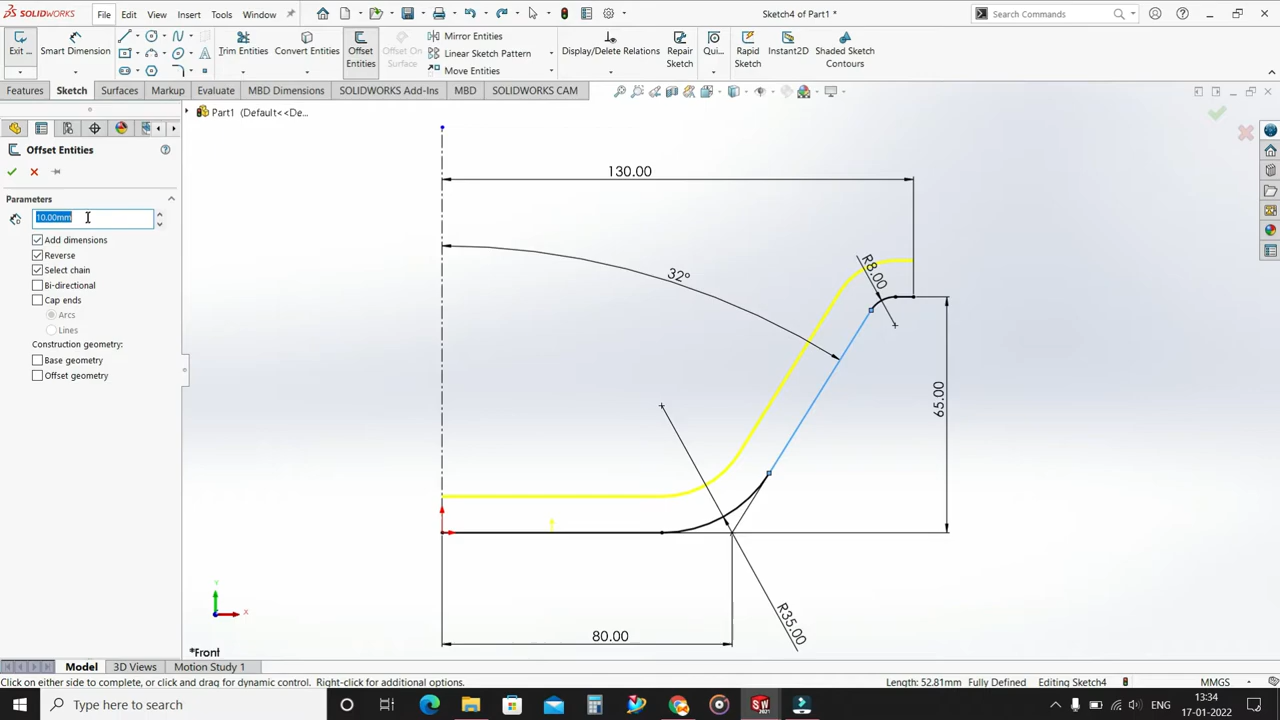 SOLIDWORKS
File Edit View Insert Tools Window
Sketch4 of Part1 *
Search Commands
Exit ...
Smart Dimension
Trim Entities
Convert Entities
Offset Entities
Offset On Surface
Mirror Entities
Linear Sketch Pattern
Move Entities
Display/Delete Relations
Repair Sketch
Qui...
Rapid Sketch
Instant2D
Shaded Sketch Contours
Features Sketch Surfaces Markup Evaluate MBD Dimensions SOLIDWORKS Add-Ins MBD SOLIDWORKS CAM
Part1 (Default<<De...
Offset Entities
Parameters
10.00mm
Add dimensions
Reverse
Select chain
Bi-directional
Cap ends
Arcs
Lines
Construction geometry:
Base geometry
Offset geometry
130.00
32°
R8.00
65.00
80.00
R35.00
Y
X
*Front
Model 3D Views Motion Study 1
Click on either side to complete, or click and drag for dynamic control. Right-click for additional options.
Length: 52.81mm Fully Defined Editing Sketch4 MMGS
Type here to search
ENG
13:34
17-01-2022